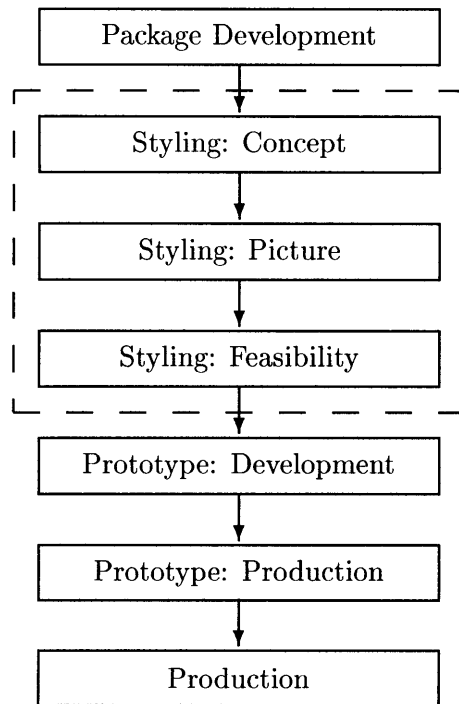 Package Development
Styling: Concept
Styling: Picture
Styling: Feasibility
Prototype: Development
Prototype: Production
Production